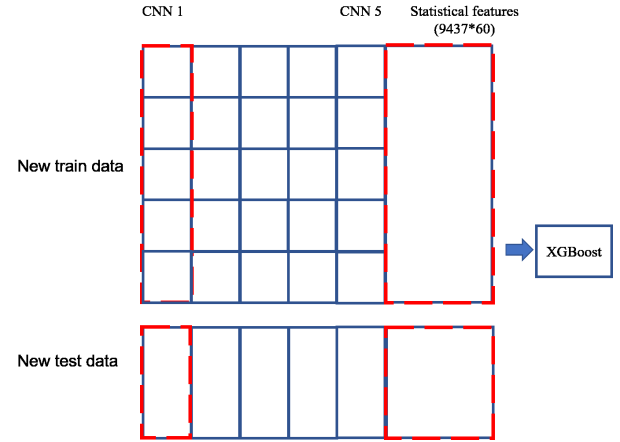 CNN 1
CNN 5
Statistical features
(9437*60)
New train data
XGBoost
New test data